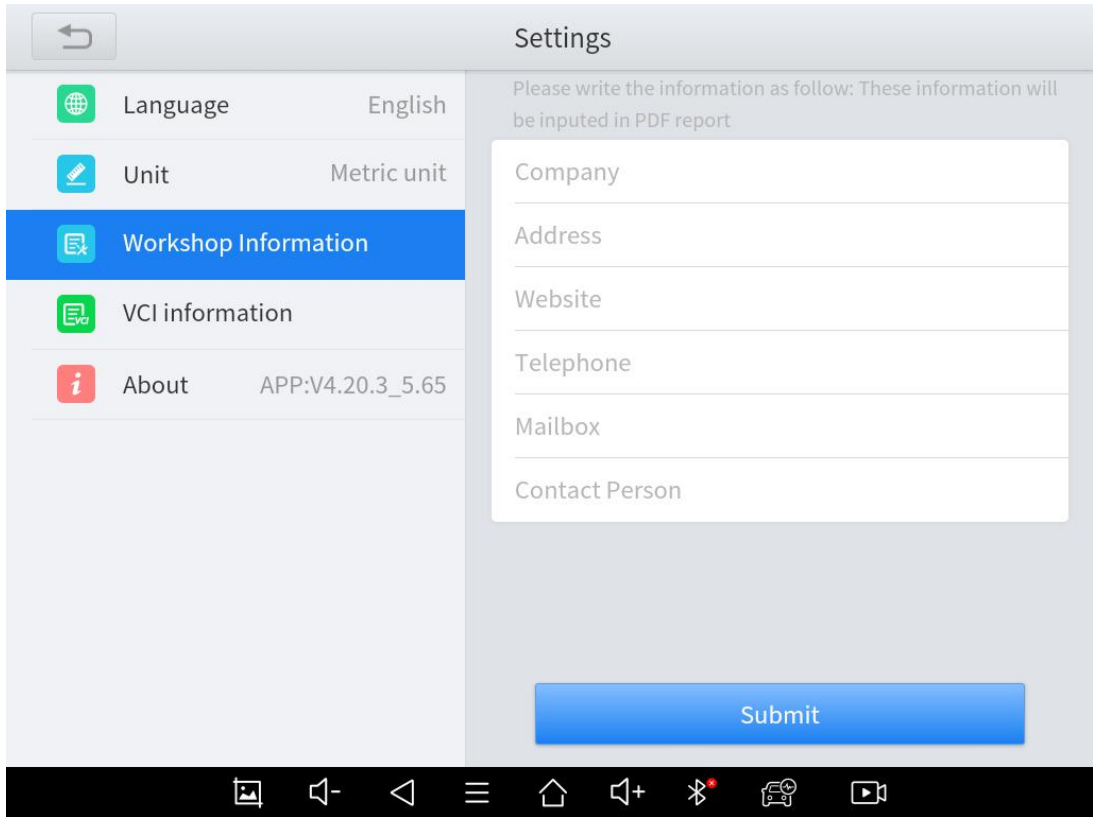 Settings
Language English
Unit Metric unit
Workshop Information
VCI information
About APP:V4.20.3_5.65
Please write the information as follow: These information will
be inputed in PDF report
Company
Address
Website
Telephone
Mailbox
Contact Person
Submit